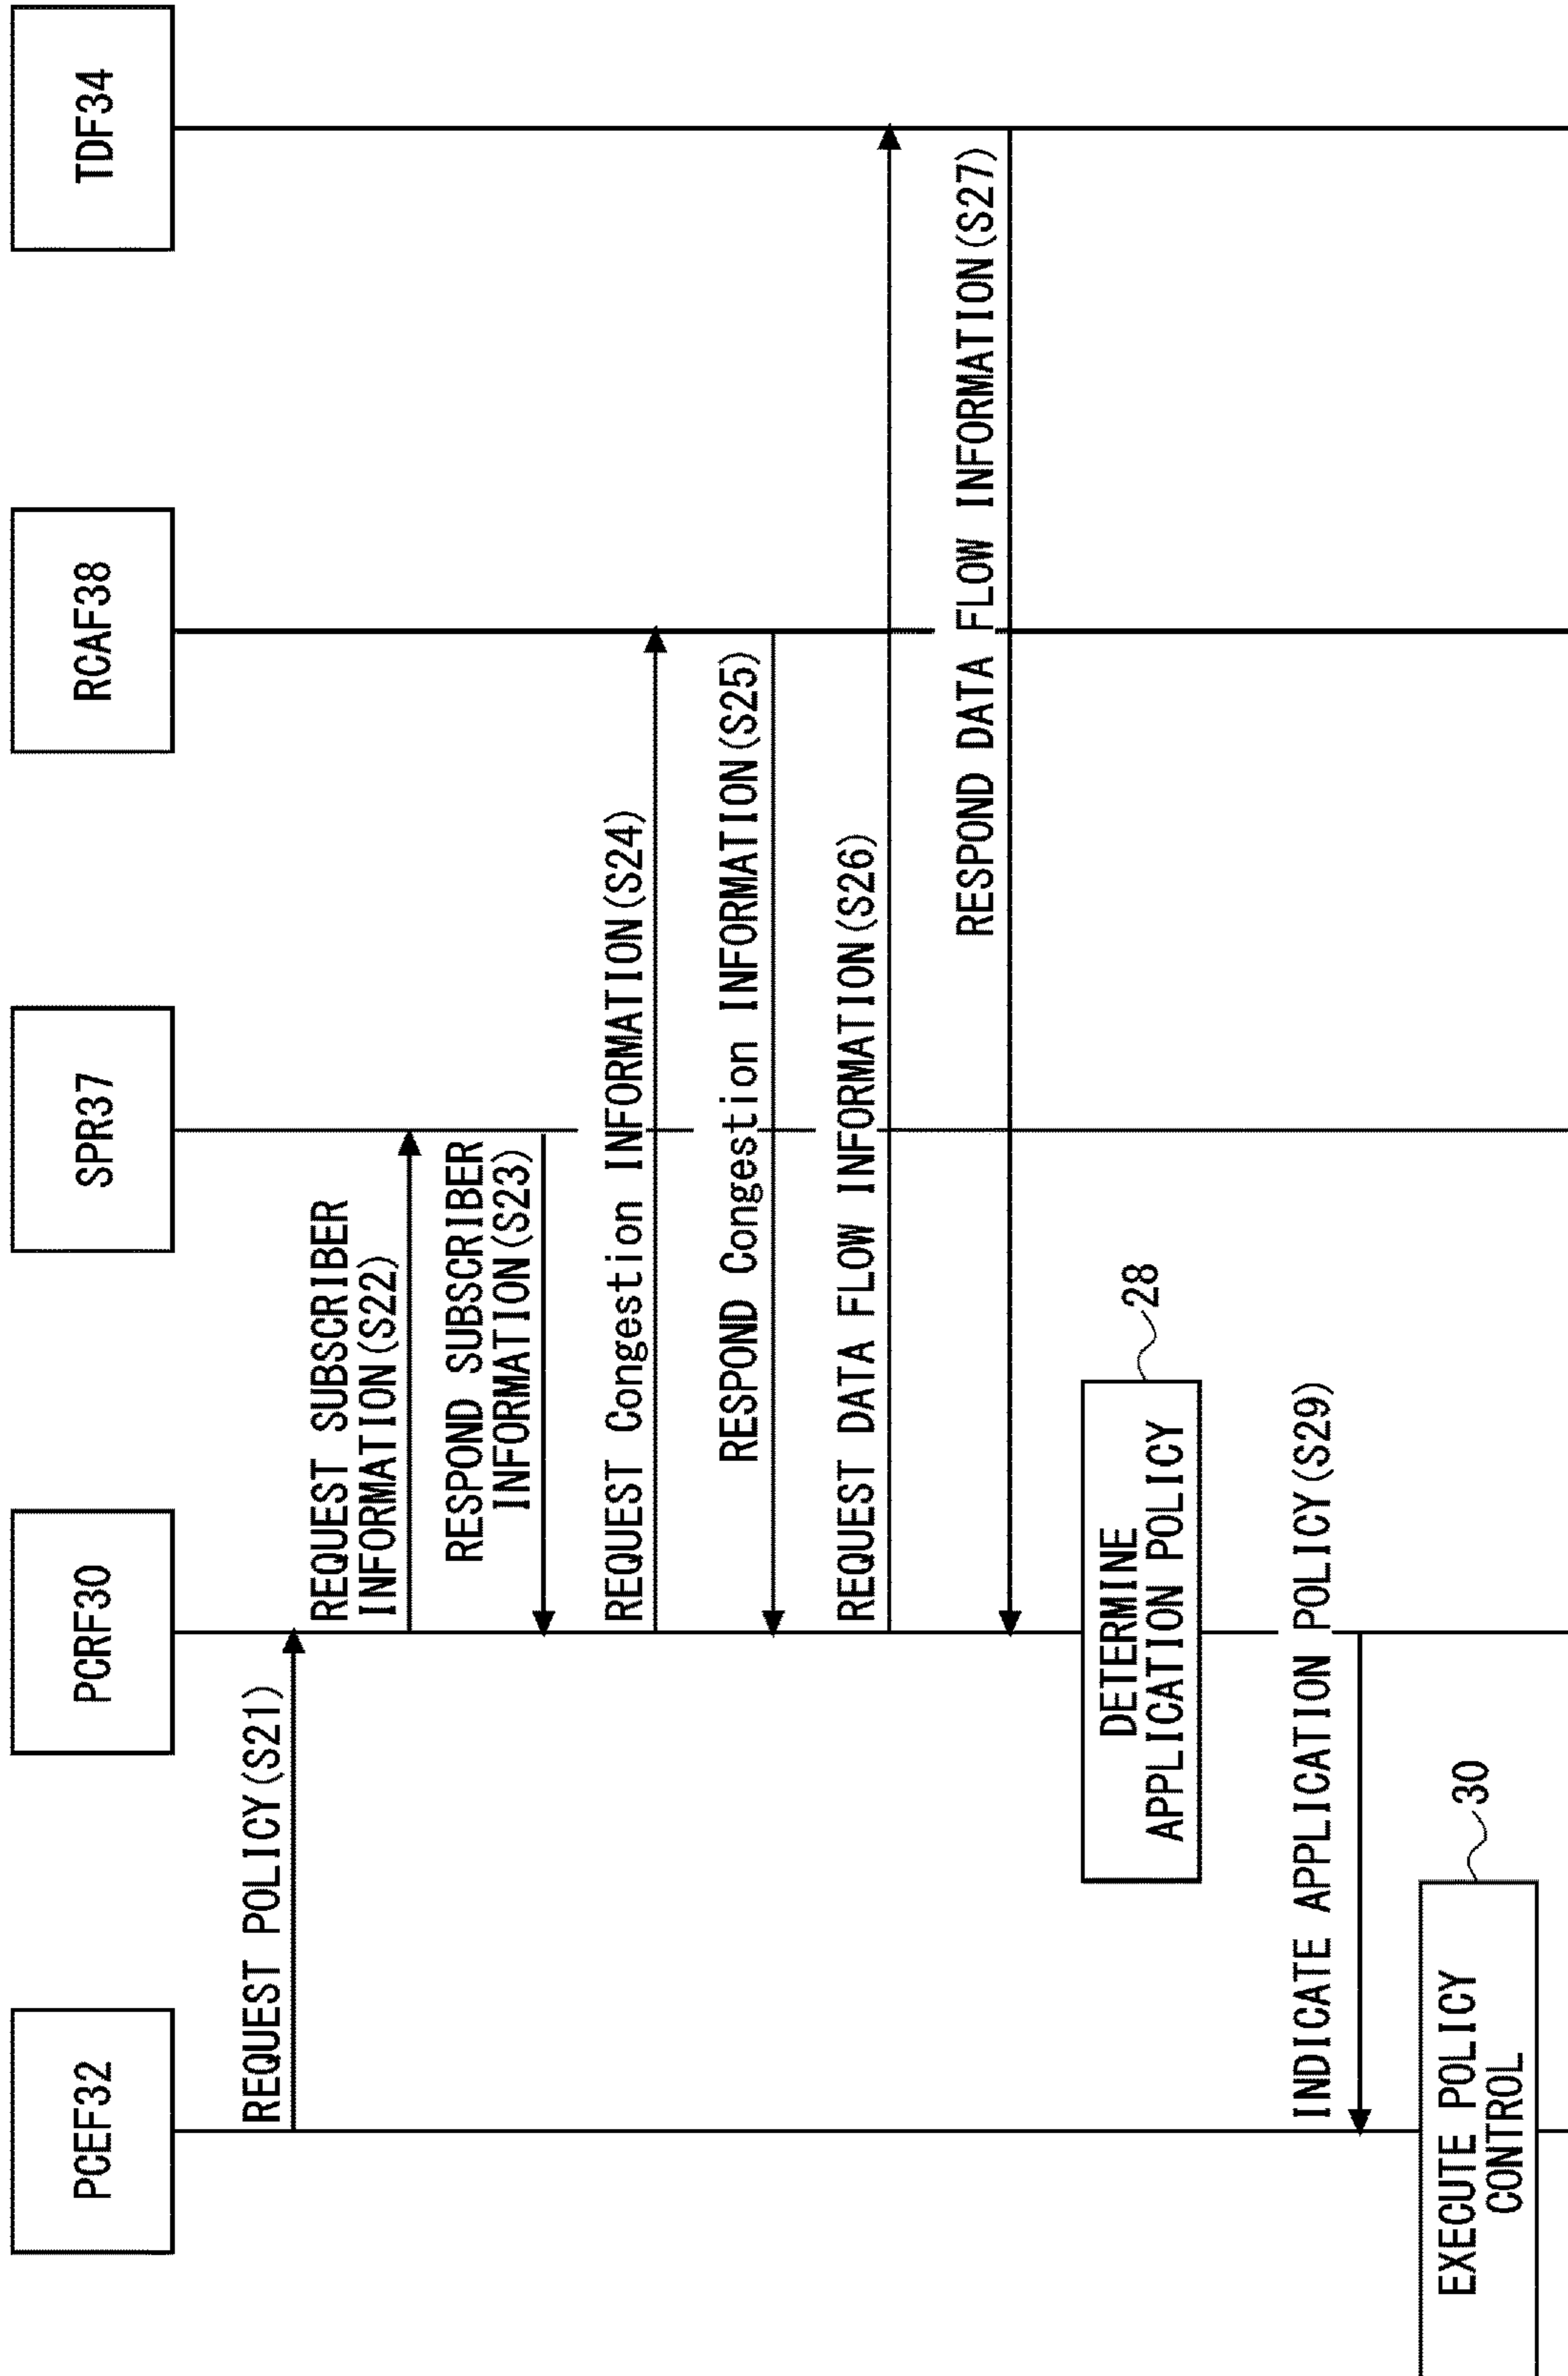 PCEF32
PCRF30
SPR37
RCAF38
TDF34
REQUEST POLICY(S21)
REQUEST SUBSCRIBER
INFORMATION(S22)
RESPOND SUBSCRIBER
INFORMATION(S23)
REQUEST Congestion INFORMATION(S24)
RESPOND Congestion INFORMATION(S25)
REQUEST DATA FLOW INFORMATION(S26)
RESPOND DATA FLOW INFORMATION(S27)
DETERMINE
APPLICATION POLICY
28
INDICATE APPLICATION POLICY(S29)
EXECUTE POLICY
CONTROL
30